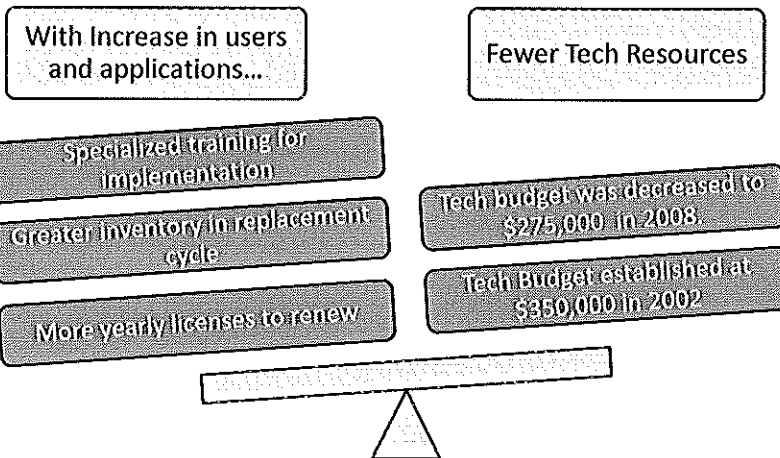 With Increase in users
and applications...
Specialized training for
implementation
Greater inventory in replacement
cycle
More yearly licenses to renew
Fewer Tech Resources
Tech budget was decreased to
$275,000 in 2008.
Tech Budget established at
$350,000 in 2002